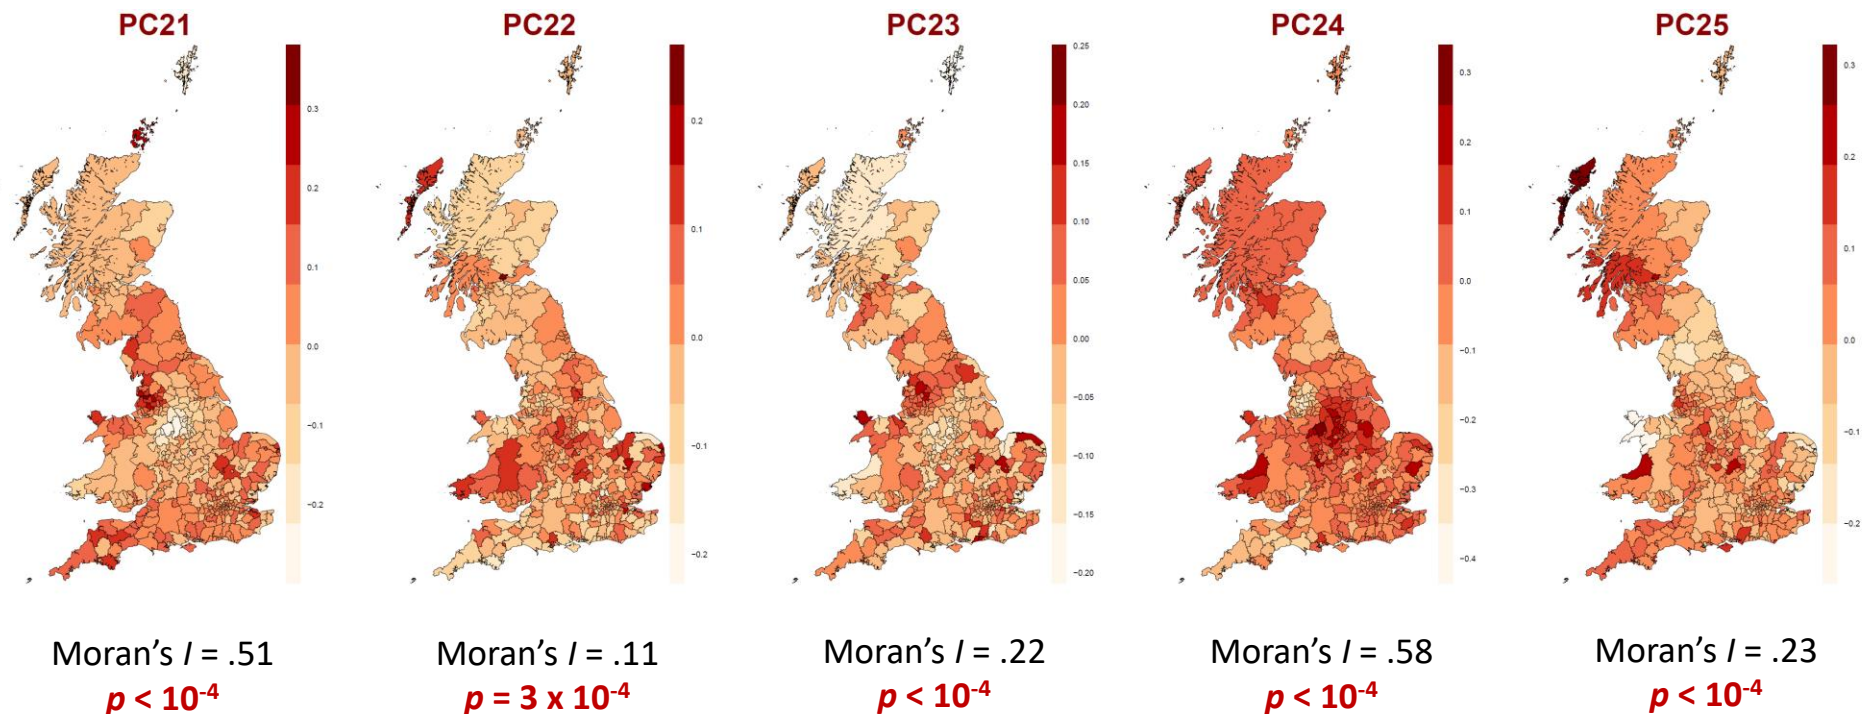 PC21
PC22
PC23
PC24
PC25
0.3
0.2
0.1
0.0
−0.1
−0.2
0.2
0.1
0.0
−0.1
−0.2
0.25
0.20
0.15
0.10
0.05
0.00
−0.05
−0.10
−0.15
−0.20
0.3
0.2
0.1
0.0
−0.1
−0.2
−0.3
−0.4
0.3
0.2
0.1
0.0
−0.1
−0.2
Moran’s I = .51
p < 10⁻⁴
Moran’s I = .11
p = 3 x 10⁻⁴
Moran’s I = .22
p < 10⁻⁴
Moran’s I = .58
p < 10⁻⁴
Moran’s I = .23
p < 10⁻⁴